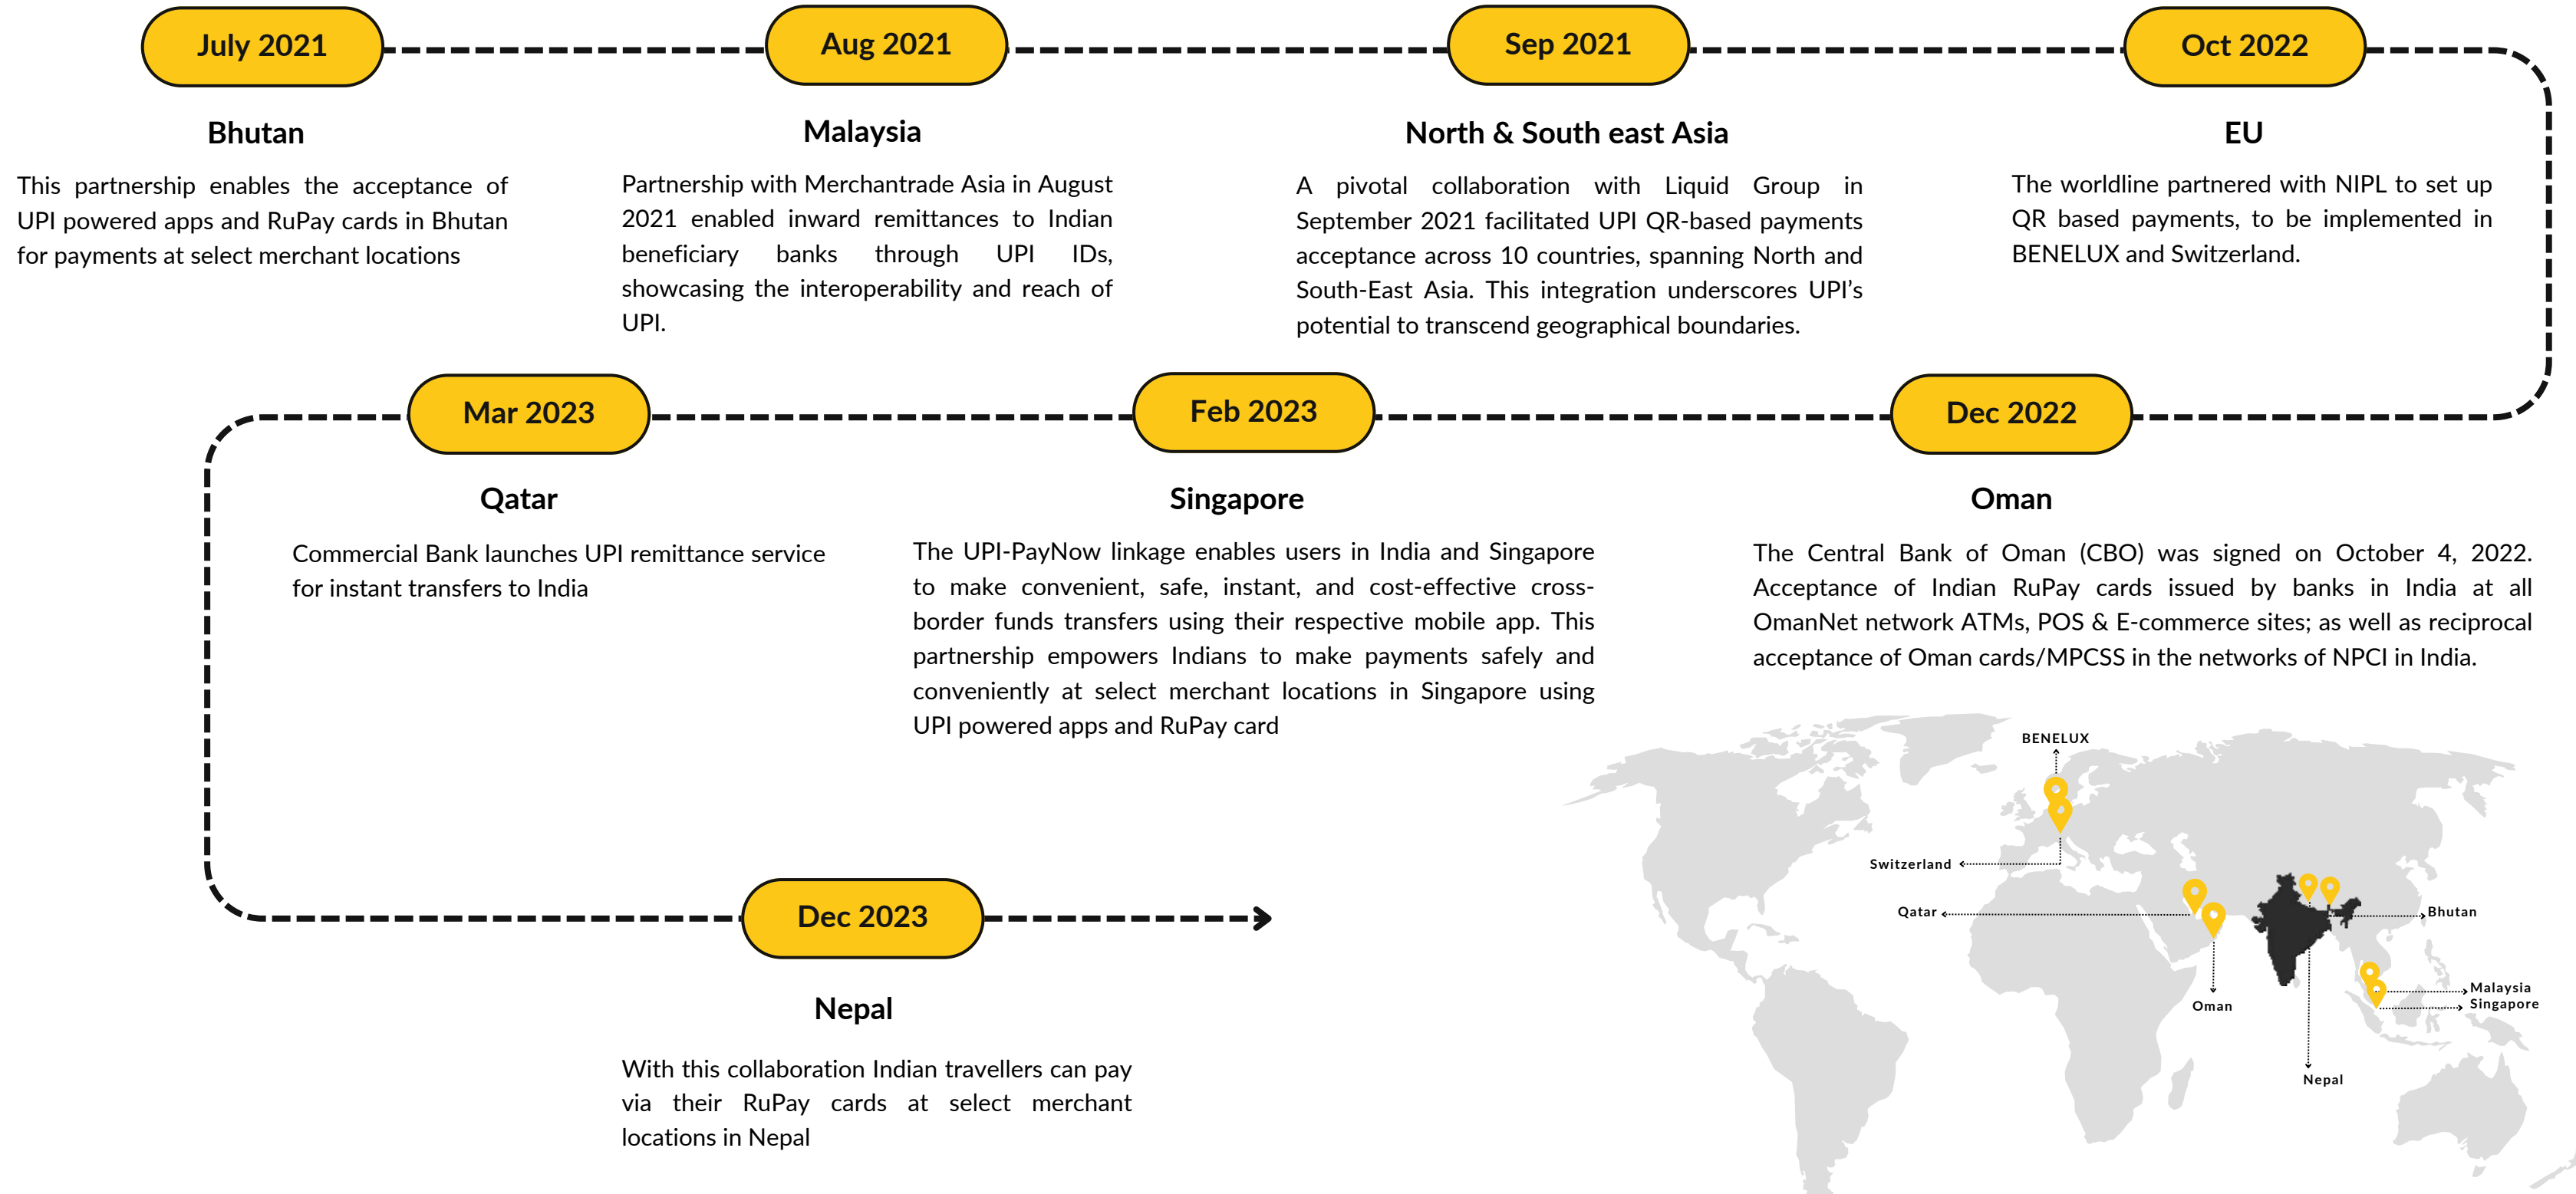 July 2021
Aug 2021
Sep 2021
Oct 2022
Bhutan
This partnership enables the acceptance of
UPI powered apps and RuPay cards in Bhutan
for payments at select merchant locations
Malaysia
Partnership with Merchantrade Asia in August
2021 enabled inward remittances to Indian
beneficiary banks through UPI IDs,
showcasing the interoperability and reach of
UPI.
North & South east Asia
A pivotal collaboration with Liquid Group in
September 2021 facilitated UPI QR-based payments
acceptance across 10 countries, spanning North and
South-East Asia. This integration underscores UPI’s
potential to transcend geographical boundaries.
EU
The worldline partnered with NIPL to set up
QR based payments, to be implemented in
BENELUX and Switzerland.
Mar 2023
Feb 2023
Dec 2022
Qatar
Commercial Bank launches UPI remittance service
for instant transfers to India
Singapore
The UPI-PayNow linkage enables users in India and Singapore
to make convenient, safe, instant, and cost-effective cross-
border funds transfers using their respective mobile app. This
partnership empowers Indians to make payments safely and
conveniently at select merchant locations in Singapore using
UPI powered apps and RuPay card
Oman
The Central Bank of Oman (CBO) was signed on October 4, 2022.
Acceptance of Indian RuPay cards issued by banks in India at all
OmanNet network ATMs, POS & E-commerce sites; as well as reciprocal
acceptance of Oman cards/MPCSS in the networks of NPCI in India.
Dec 2023
Nepal
With this collaboration Indian travellers can pay
via their RuPay cards at select merchant
locations in Nepal
BENELUX
Switzerland
Qatar
Bhutan
Malaysia
Singapore
Oman
Nepal